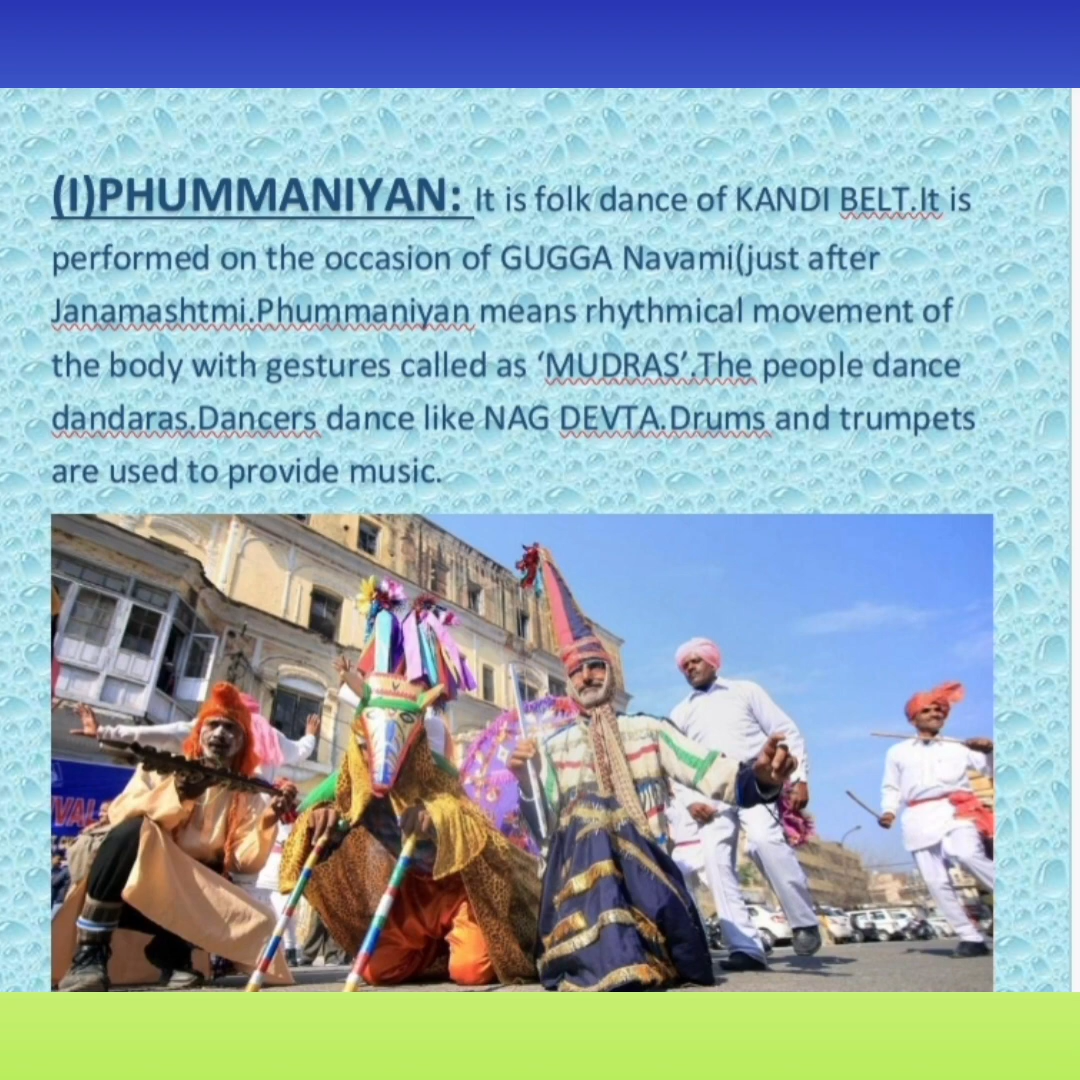 (I)PHUMMANIYAN: It is folk dance of KANDI BELT.It is
performed on the occasion of GUGGA Navami(just after
Janamashtmi.Phummaniyan means rhythmical movement of
the body with gestures called as ‘MUDRAS’.The people dance
dandaras.Dancers dance like NAG DEVTA.Drums and trumpets
are used to provide music.
IVAL